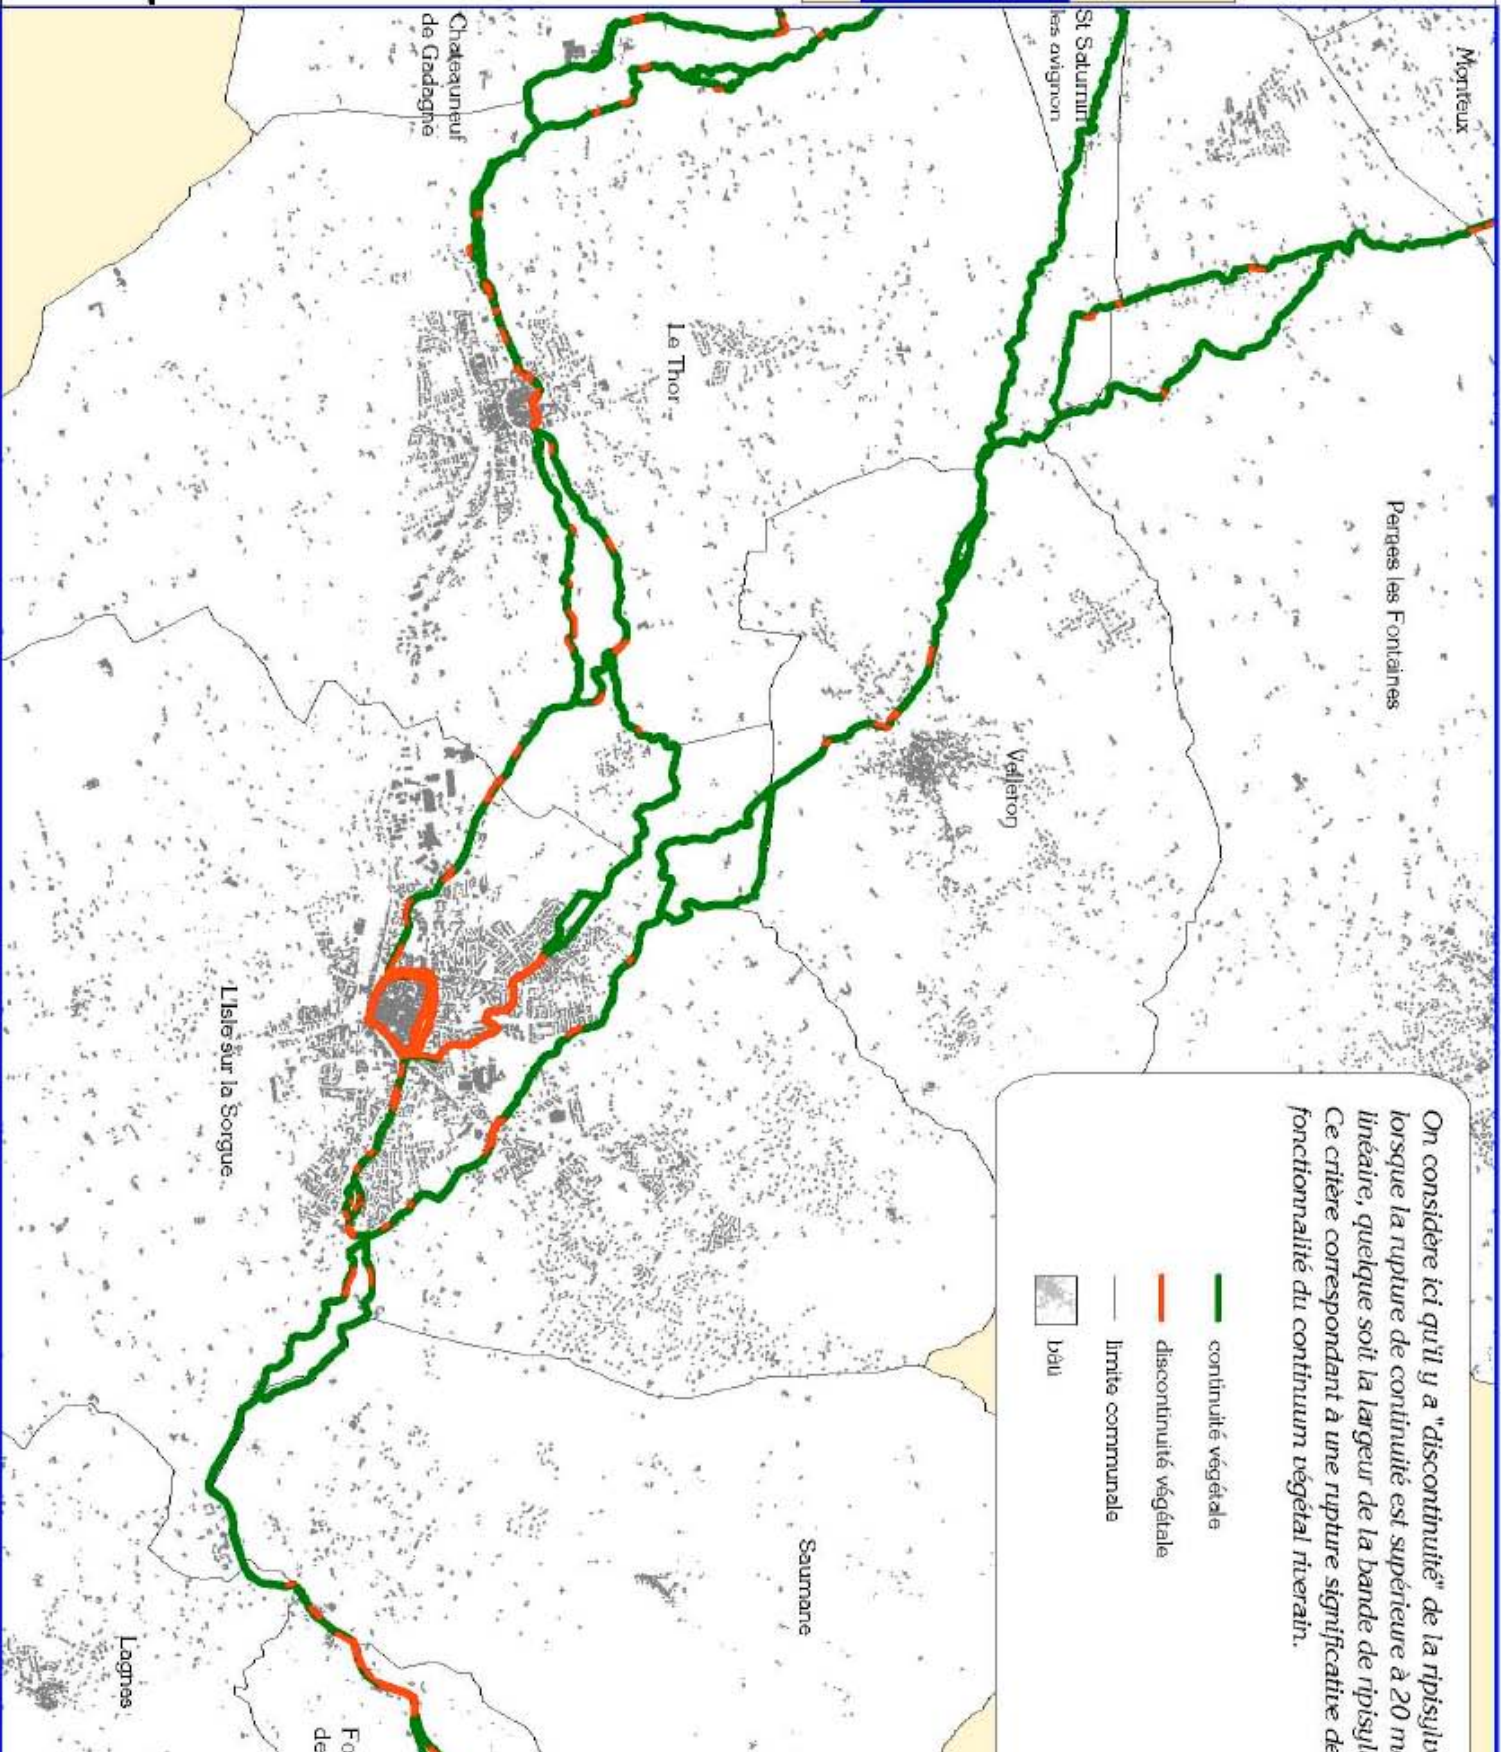 Monteux
St Saturnin
les avignon
Chateauneuf
de Gadagne
Le Thor
Pernes les Fontaines
Velleron
L'Isle sur la Sorgue
Saumane
Lagnes
Fo
de
On considère ici qu'il y a "discontinuité" de la ripisylv
lorsque la rupture de continuité est supérieure à 20 m
linéaire, quelque soit la largeur de la bande de ripisyl
Ce critère correspondant à une rupture significative de
fonctionnalité du continuum végétal riverain.
continuité végétale
discontinuité végétale
limite communale
bâti